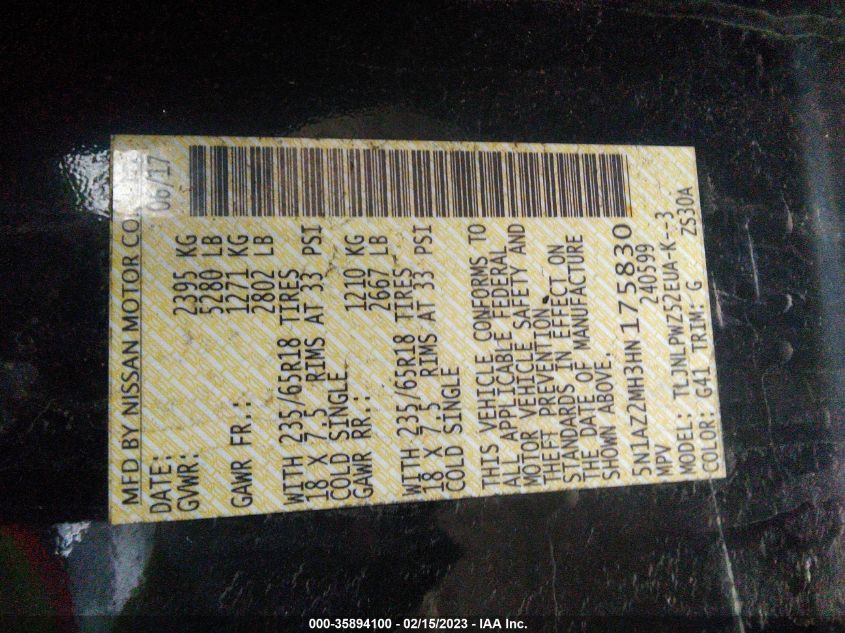 MFD BY NISSAN MOTOR CO.
DATE: 06/17
GVWR: 2395 KG
5280 LB
GAWR FR.: 1271 KG
2802 LB
WITH 235/65R18 TIRES
18 X 7.5 RIMS AT 33 PSI
COLD SINGLE
GAWR RR.: 1210 KG
2667 LB
WITH 235/65R18 TIRES
18 X 7.5 RIMS AT 33 PSI
COLD SINGLE
THIS VEHICLE CONFORMS TO
ALL APPLICABLE FEDERAL
MOTOR VEHICLE SAFETY AND
THEFT PREVENTION
STANDARDS IN EFFECT ON
THE DATE OF MANUFACTURE
SHOWN ABOVE.
5N1AZ2MH3HN175830
MPV 240599
MODEL: TLJNLPWZS2EUA-K--3
COLOR: G41 TRIM: G ZS30A
000-35894100 - 02/15/2023 - IAA Inc.